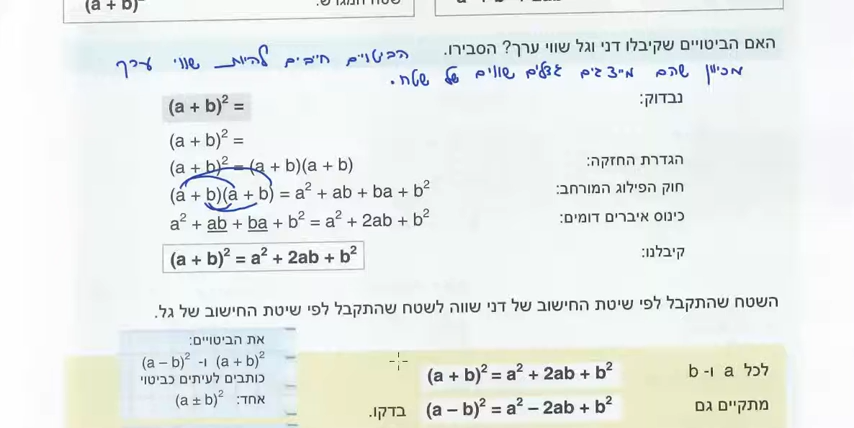 (a + b)²
שטח המגרש:
האם הביטויים שקיבלו דני וגל שווי ערך? הסבירו. הביטויים חייבים להיות שווי ערך
מכיוון שהם מייצגים גדלים שווים של שטח.
נבדוק: (a + b)² =
(a + b)² =
הגדרת החזקה: (a + b)² = (a + b)(a + b)
חוק הפילוג המורחב: (a + b)(a + b) = a² + ab + ba + b²
כינוס איברים דומים: a² + ab + ba + b² = a² + 2ab + b²
קיבלנו: (a + b)² = a² + 2ab + b²
השטח שהתקבל לפי שיטת החישוב של דני שווה לשטח שהתקבל לפי שיטת החישוב של גל.
לכל a ו- b (a + b)² = a² + 2ab + b²
מתקיים גם (a − b)² = a² − 2ab + b² בדקו.
את הביטויים:
(a + b)² ו- (a − b)²
כותבים לעיתים כביטוי
אחד: (a ± b)²